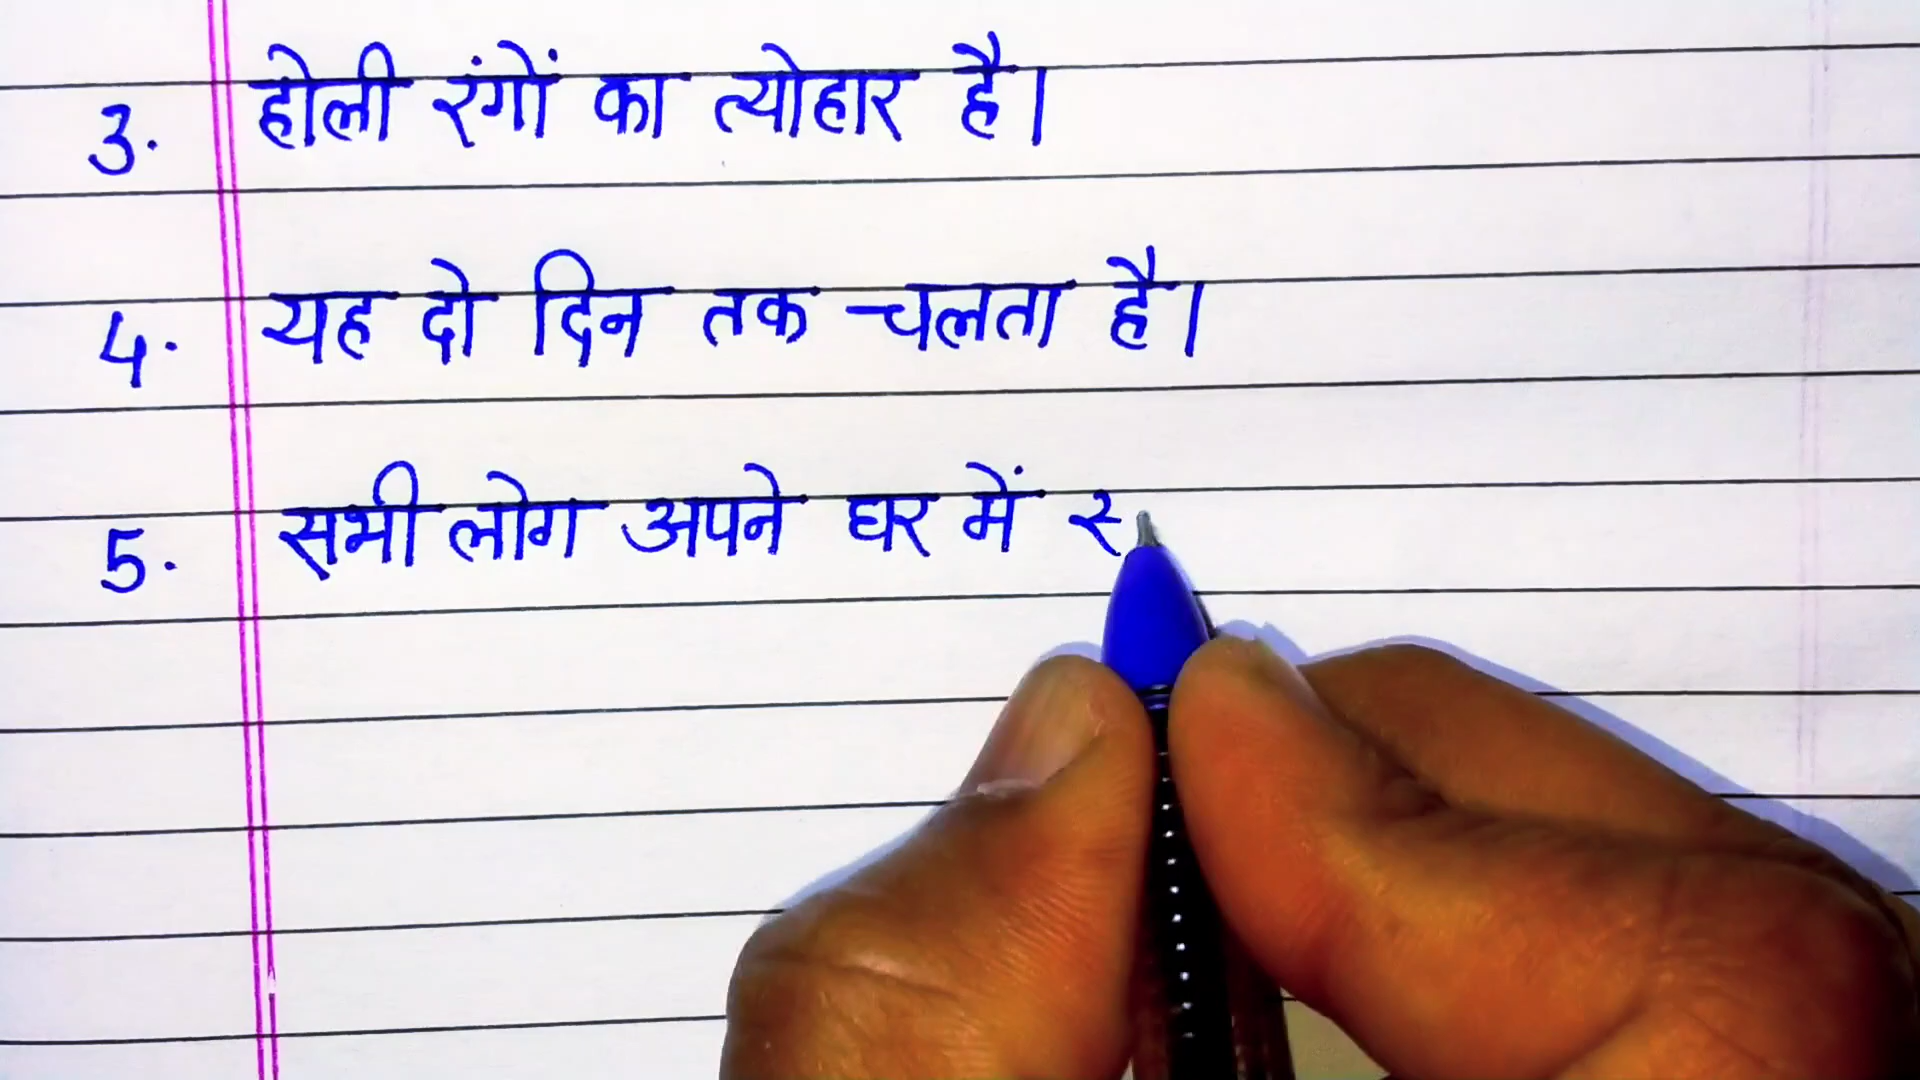 3. होली रंगों का त्योहार है।
4. यह दो दिन तक चलता है।
5. सभी लोग अपने घर में